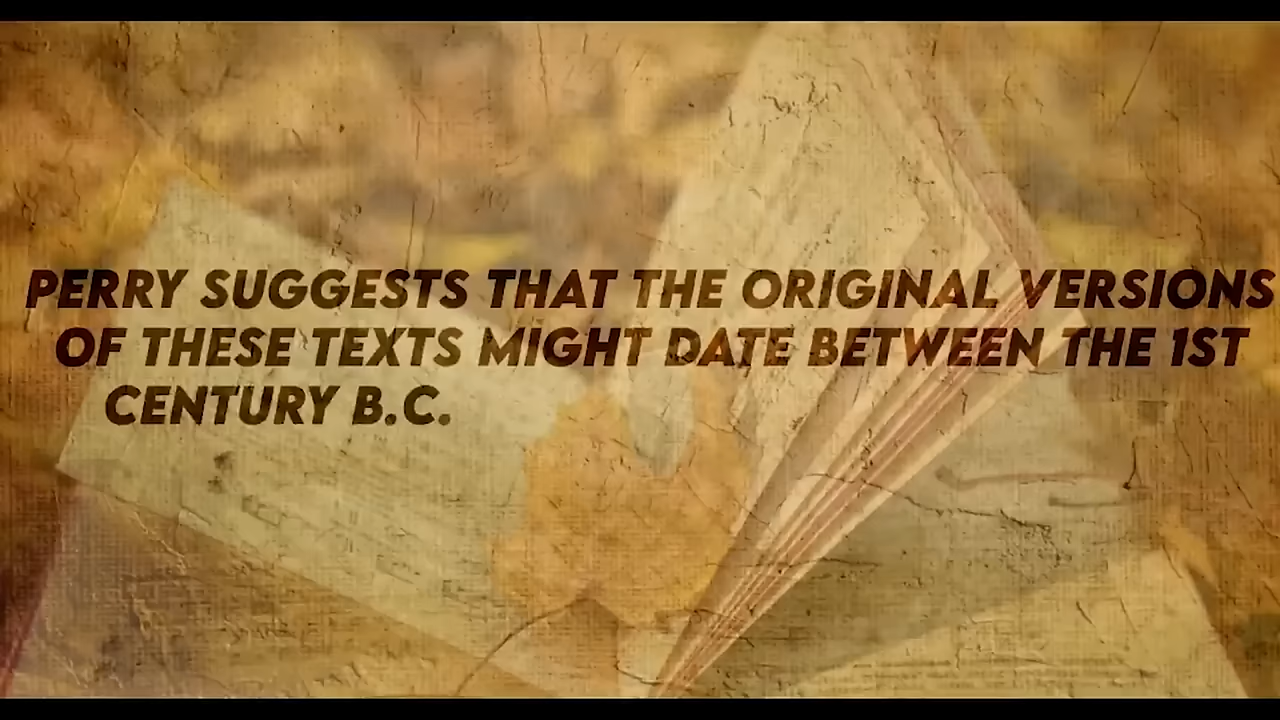 PERRY SUGGESTS THAT THE ORIGINAL VERSIONS
OF THESE TEXTS MIGHT DATE BETWEEN THE 1ST
CENTURY B.C.